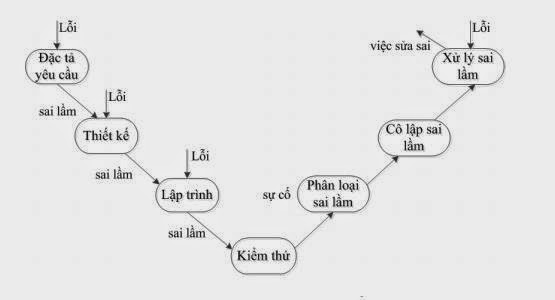 Lỗi
Đặc tả
yêu cầu
sai lầm
Lỗi
Thiết kế
sai lầm
Lỗi
Lập trình
sai lầm
Kiểm thử
sự cố
Phân loại
sai lầm
Cô lập sai
lầm
việc sửa sai
Lỗi
Xử lý sai
lầm